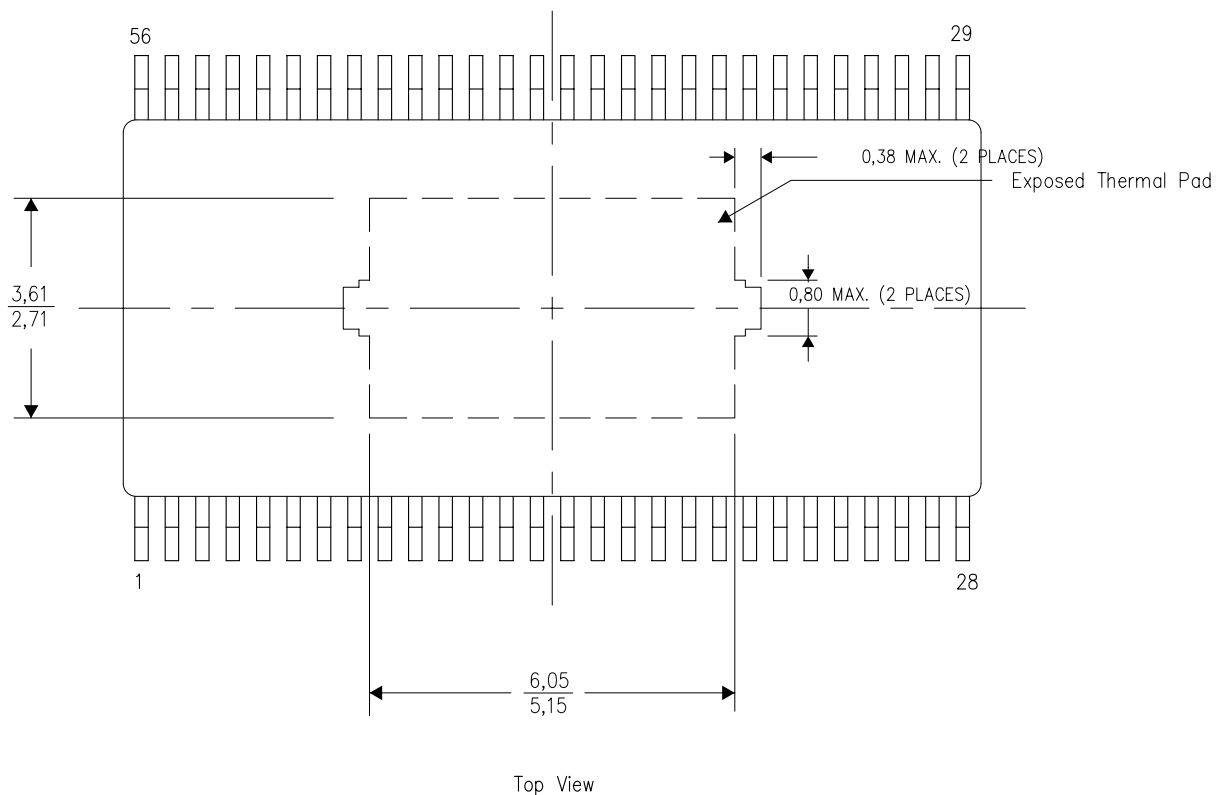 56
29
0,38 MAX. (2 PLACES)
Exposed Thermal Pad
3,61
2,71
0,80 MAX. (2 PLACES)
1
28
6,05
5,15
Top View